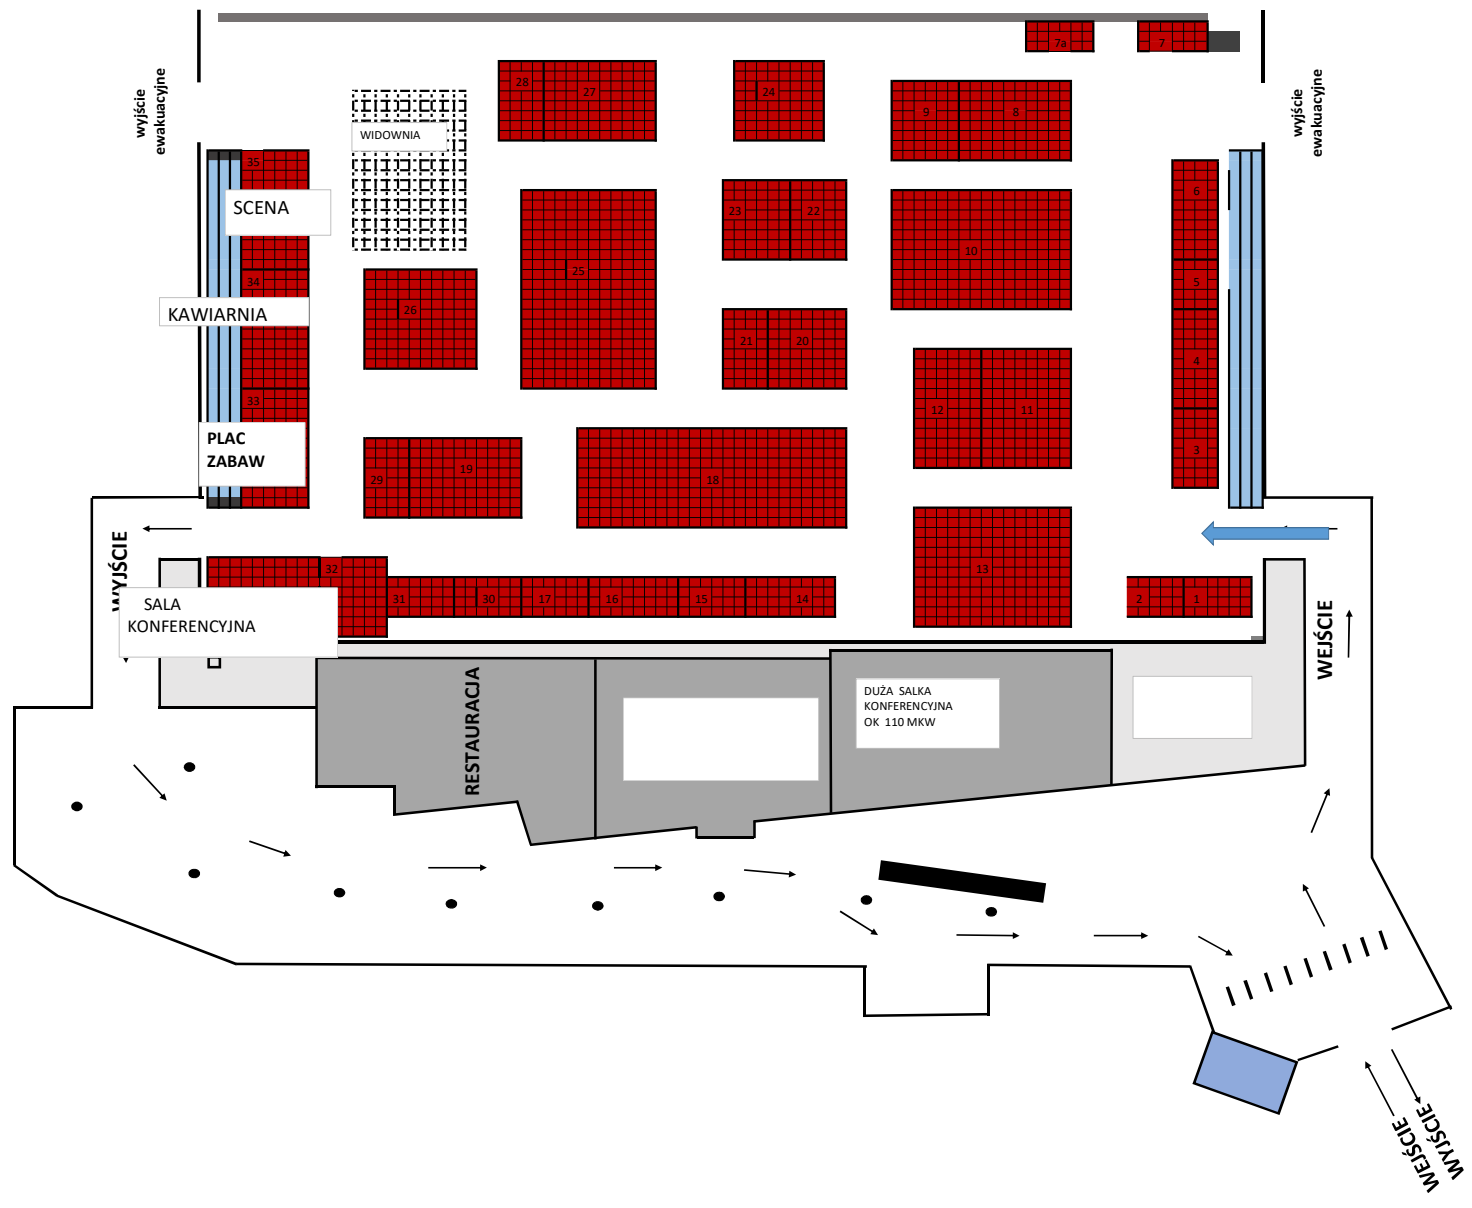 7a
7
wyjście
ewakuacyjne
wyjście
ewakuacyjne
28
27
24
9
8
WIDOWNIA
35
SCENA
23
22
6
10
25
34
5
26
KAWIARNIA
21
20
4
33
12
11
PLAC
ZABAW
29
19
18
3
WYJŚCIE
32
13
31
30
17
16
15
14
2
1
SALA
KONFERENCYJNA
WEJŚCIE
RESTAURACJA
DUŻA SALKA
KONFERENCYJNA
OK 110 MKW
WEJŚCIE
WYJŚCIE